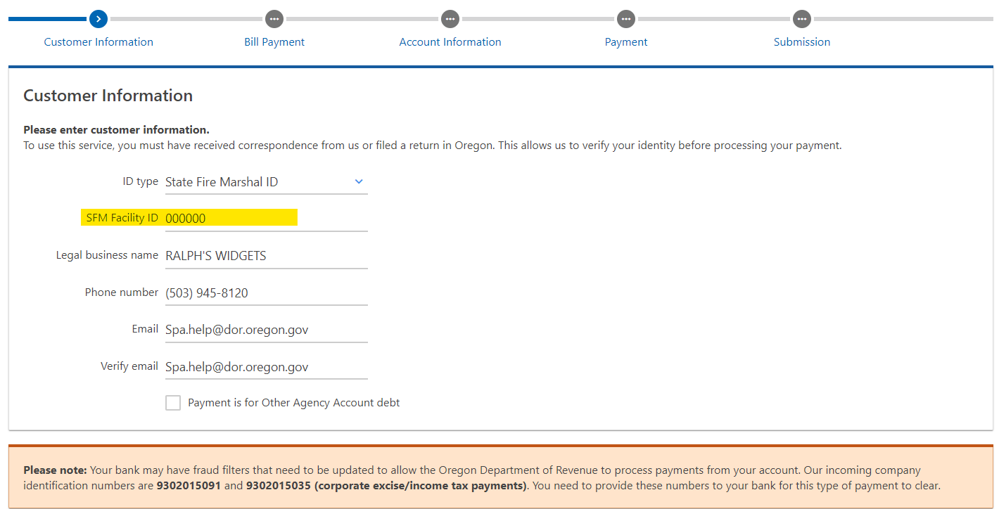 Customer Information
Bill Payment
Account Information
Payment
Submission
Customer Information
Please enter customer information.
To use this service, you must have received correspondence from us or filed a return in Oregon. This allows us to verify your identity before processing your payment.
ID type State Fire Marshal ID
SFM Facility ID 000000
Legal business name RALPH'S WIDGETS
Phone number (503) 945-8120
Email Spa.help@dor.oregon.gov
Verify email Spa.help@dor.oregon.gov
Payment is for Other Agency Account debt
Please note: Your bank may have fraud filters that need to be updated to allow the Oregon Department of Revenue to process payments from your account. Our incoming company
identification numbers are 9302015091 and 9302015035 (corporate excise/income tax payments). You need to provide these numbers to your bank for this type of payment to clear.